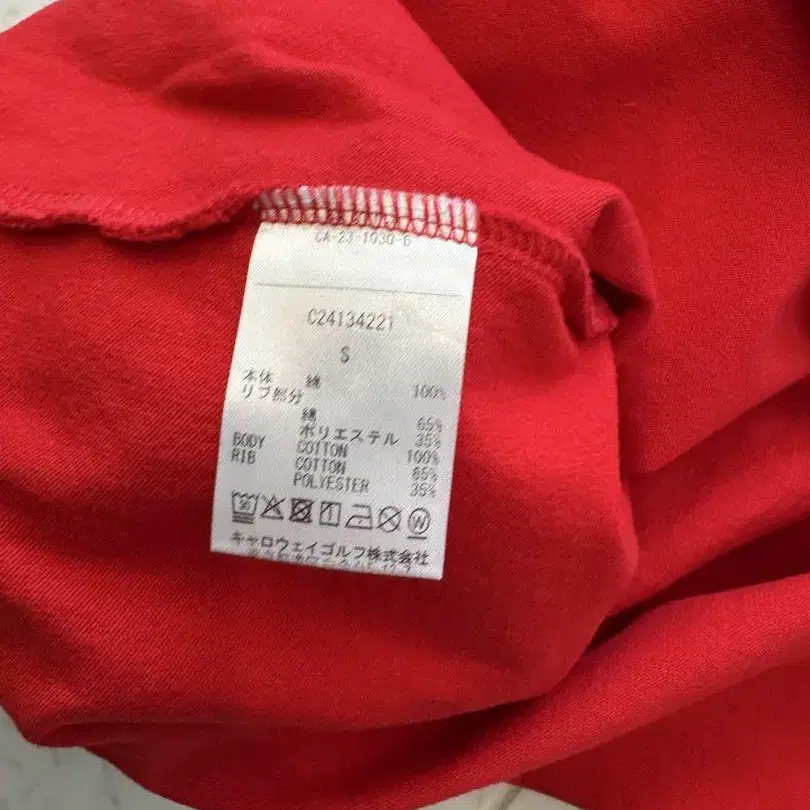 CA-23 1030-6
C24134221
S
本体 綿 100%
リブ部分
綿 65%
ポリエステル 35%
BODY COTTON 100%
RIB COTTON 65%
POLYESTER 35%
キャロウェイゴルフ株式会社